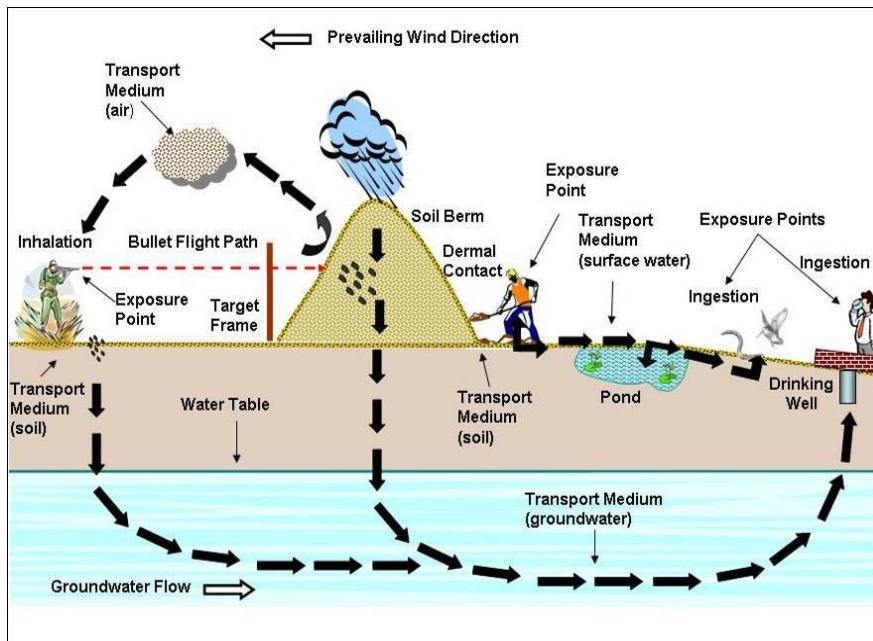 Prevailing Wind Direction
Transport
Medium
(air)
Inhalation
Bullet Flight Path
Exposure
Point
Target
Frame
Soil Berm
Dermal
Contact
Exposure
Point
Transport
Medium
(surface water)
Exposure Points
Ingestion
Ingestion
Transport
Medium
(soil)
Water Table
Transport
Medium
(soil)
Pond
Drinking
Well
Transport Medium
(groundwater)
Groundwater Flow